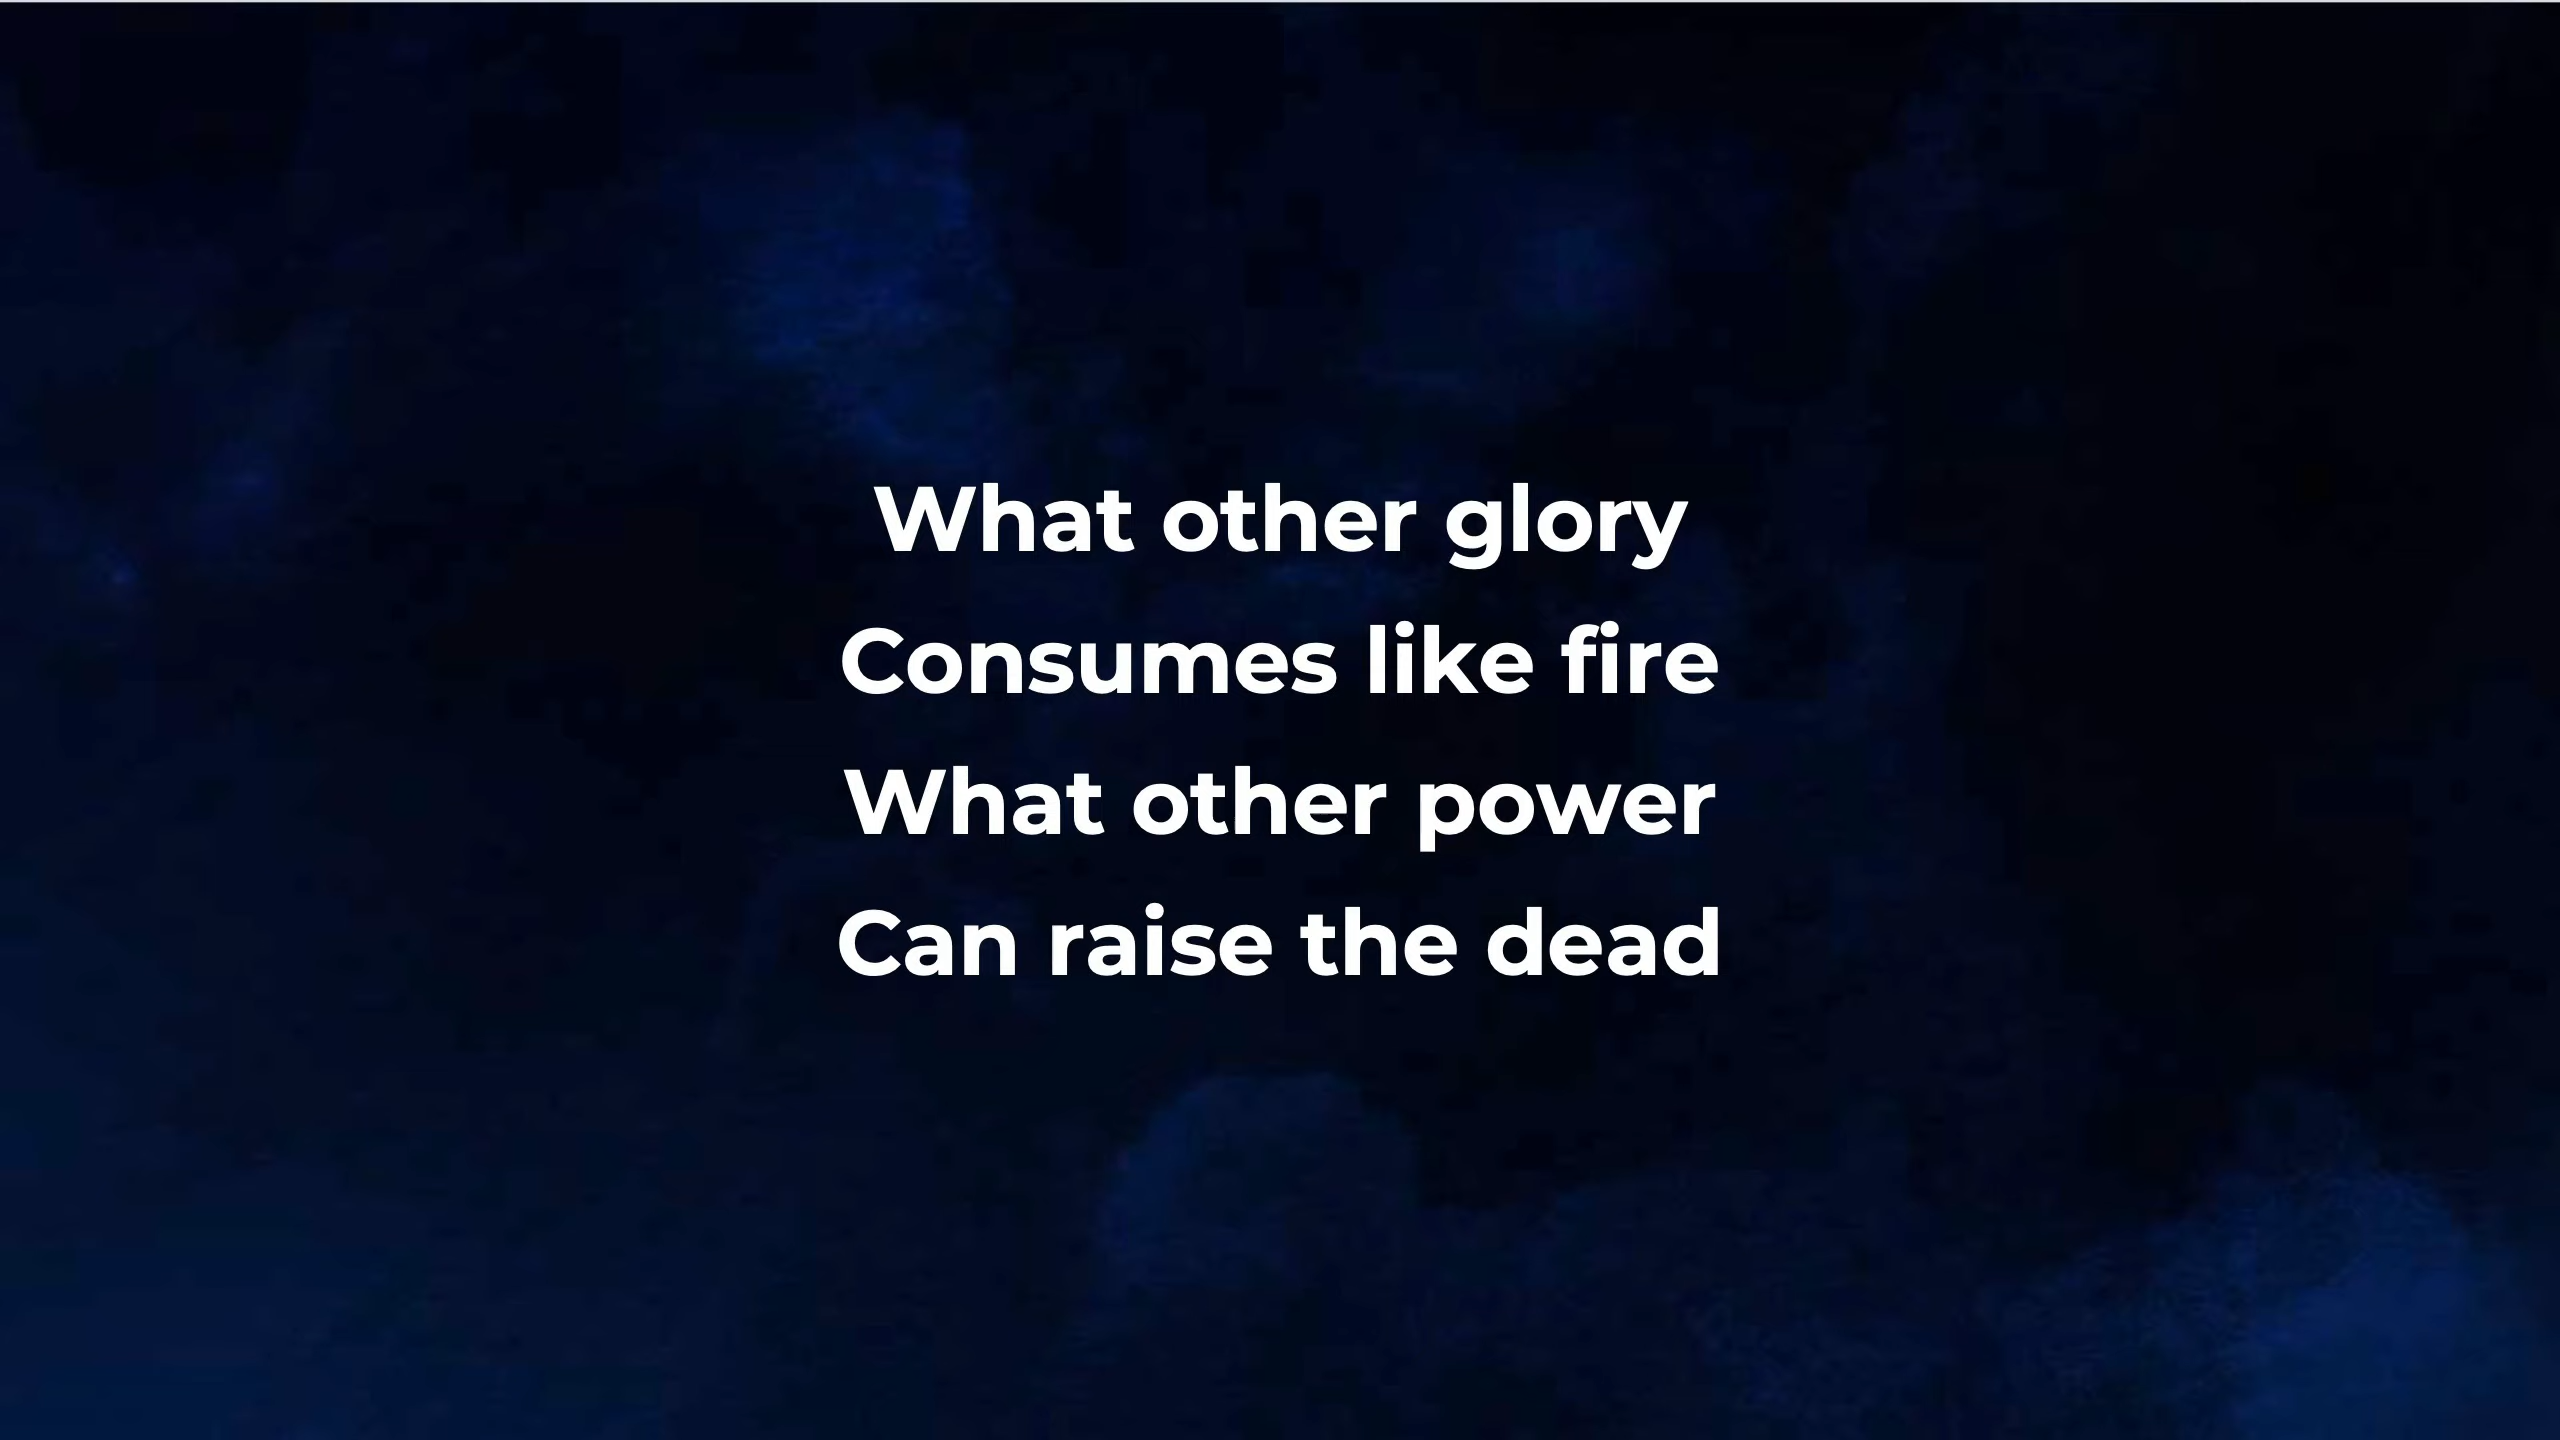 What other glory
Consumes like fire
What other power
Can raise the dead